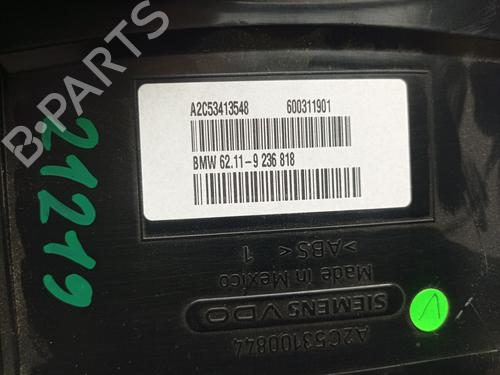 B-PARTS
21219
A2C53413548 600311901
BMW 62.11-9 236 818
>ABS< 1
Made in Mexico
SIEMENS VDO
A2C53100844
V